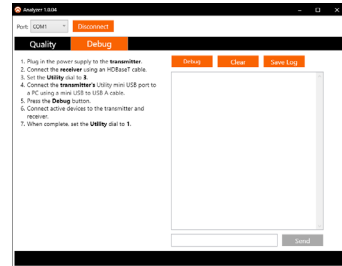 Analyzer 1.0.04
Port: COM1 Disconnect
Quality Debug
1. Plug in the power supply to the transmitter.
2. Connect the receiver using an HDBaseT cable.
3. Set the Utility dial to 3.
4. Connect the transmitter's Utility mini USB port to
a PC using a mini USB to USB A cable.
5. Press the Debug button.
6. Connect active devices to the transmitter and
receiver.
7. When complete, set the Utility dial to 1.
Debug Clear Save Log
Send